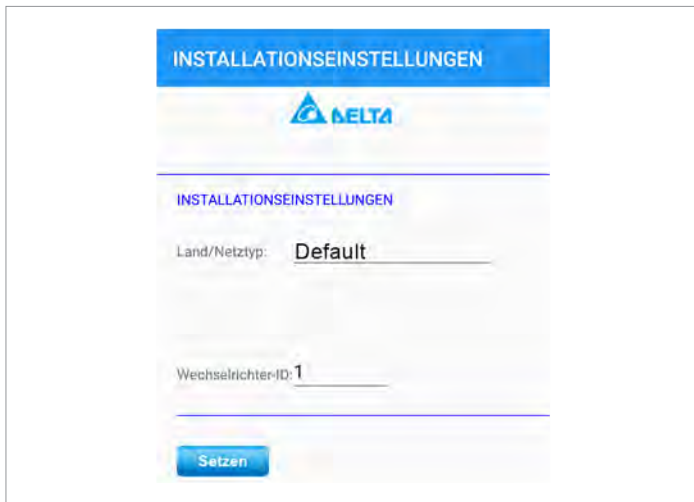 INSTALLATIONSEINSTELLUNGEN
DELTA
INSTALLATIONSEINSTELLUNGEN
Land/Netztyp: Default
Wechselrichter-ID: 1
Setzen